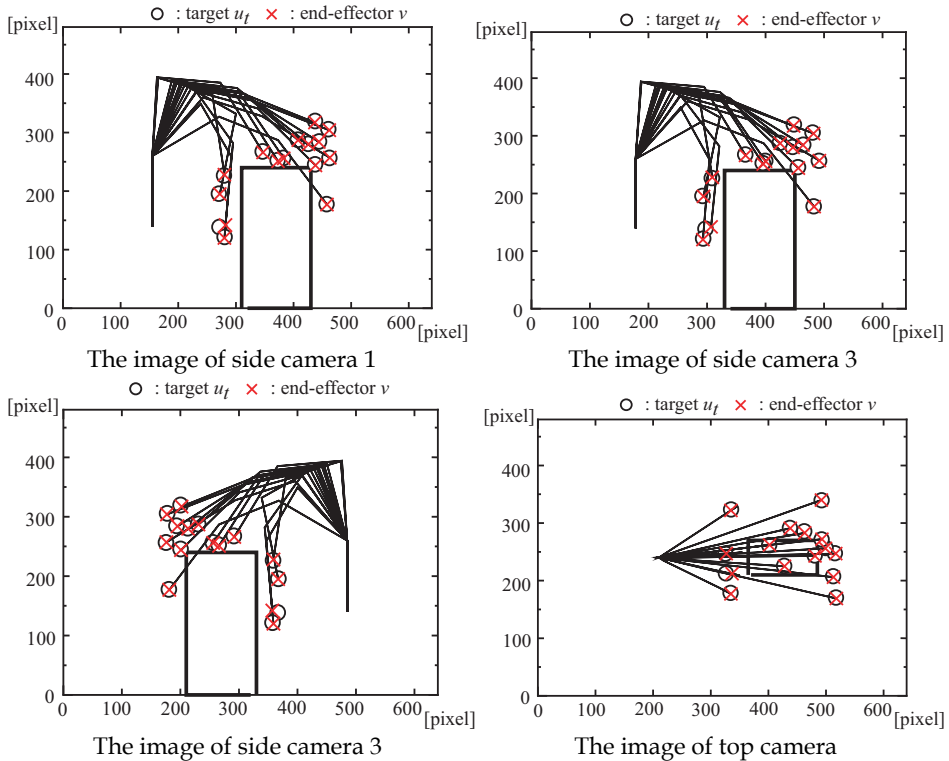 ○ : target uₜ × : end-effector v
[pixel]
400
300
200
100
0
0 100 200 300 400 500 600 [pixel]
The image of side camera 1
○ : target uₜ × : end-effector v
[pixel]
400
300
200
100
0
0 100 200 300 400 500 600 [pixel]
The image of side camera 3
○ : target uₜ × : end-effector v
[pixel]
400
300
200
100
0
0 100 200 300 400 500 600 [pixel]
The image of side camera 3
○ : target uₜ × : end-effector v
[pixel]
400
300
200
100
0
0 100 200 300 400 500 600 [pixel]
The image of top camera